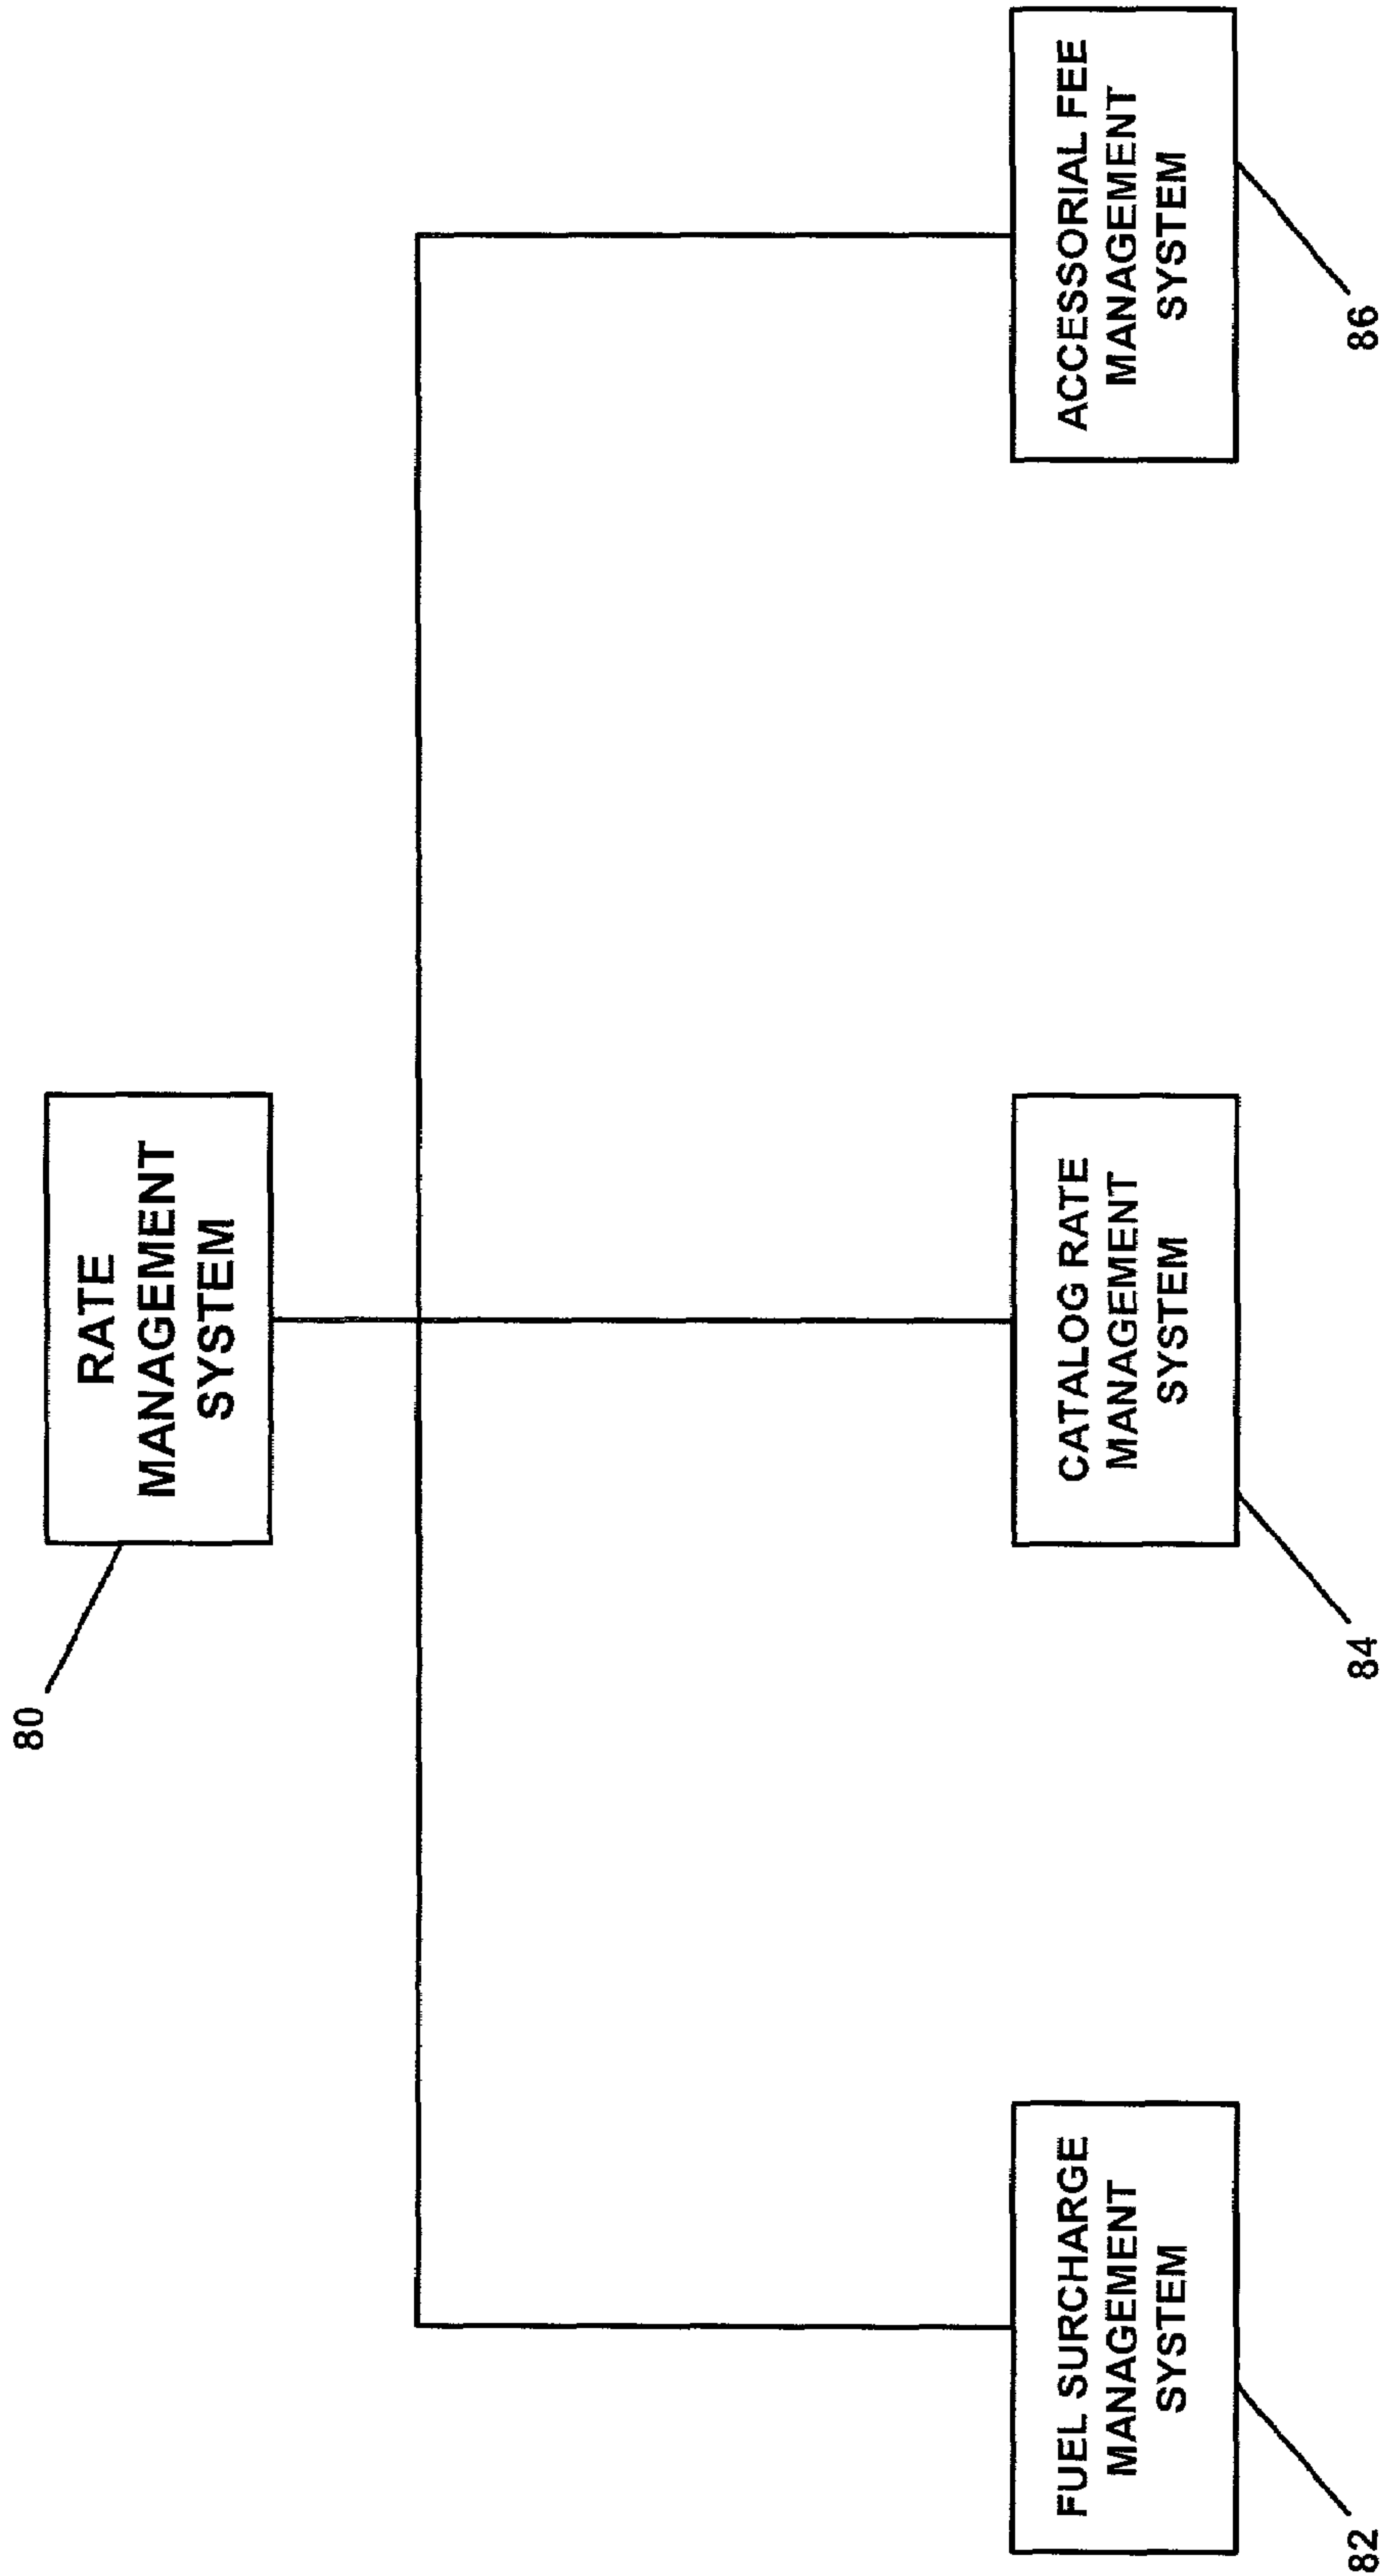 80
RATE
MANAGEMENT
SYSTEM
FUEL SURCHARGE
MANAGEMENT
SYSTEM
82
CATALOG RATE
MANAGEMENT
SYSTEM
84
ACCESSORIAL FEE
MANAGEMENT
SYSTEM
86